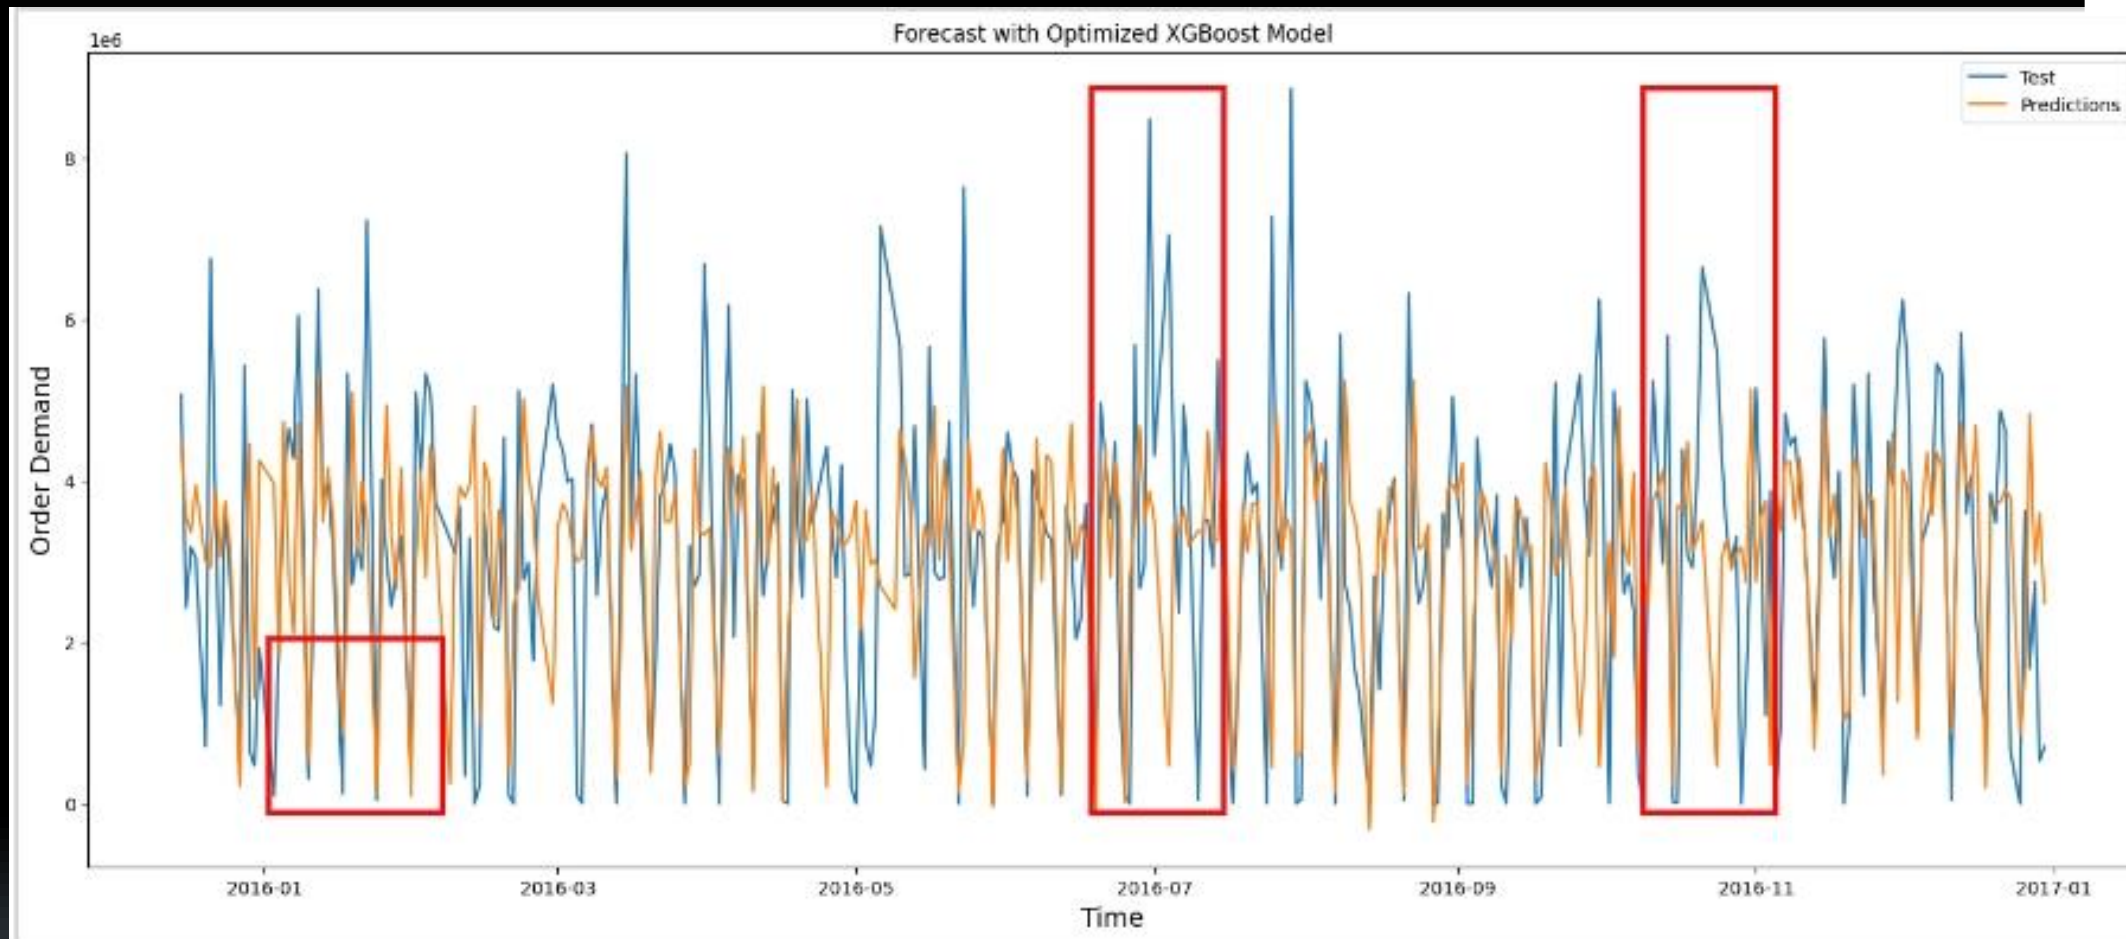 Forecast with Optimized XGBoost Model
1e6
Test
Predictions
8
6
4
2
0
Order Demand
2016-01 2016-03 2016-05 2016-07 2016-09 2016-11 2017-01
Time